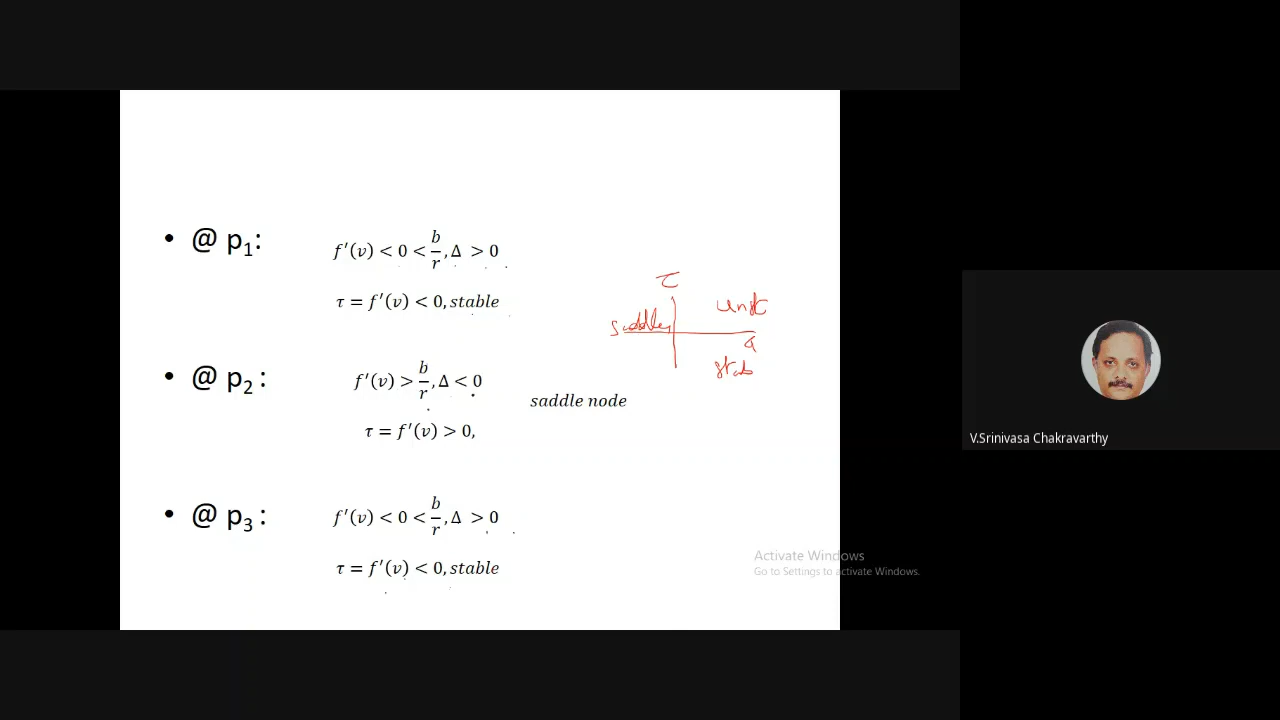 • @ p₁:
f′(v) < 0 < b/r, Δ > 0
τ = f′(v) < 0, stable
τ
unst
saddles
Δ
stab
• @ p₂ :
f′(v) > b/r, Δ < 0
saddle node
τ = f′(v) > 0,
• @ p₃ :
f′(v) < 0 < b/r, Δ > 0
τ = f′(v) < 0, stable
V.Srinivasa Chakravarthy
Activate Windows
Go to Settings to activate Windows.